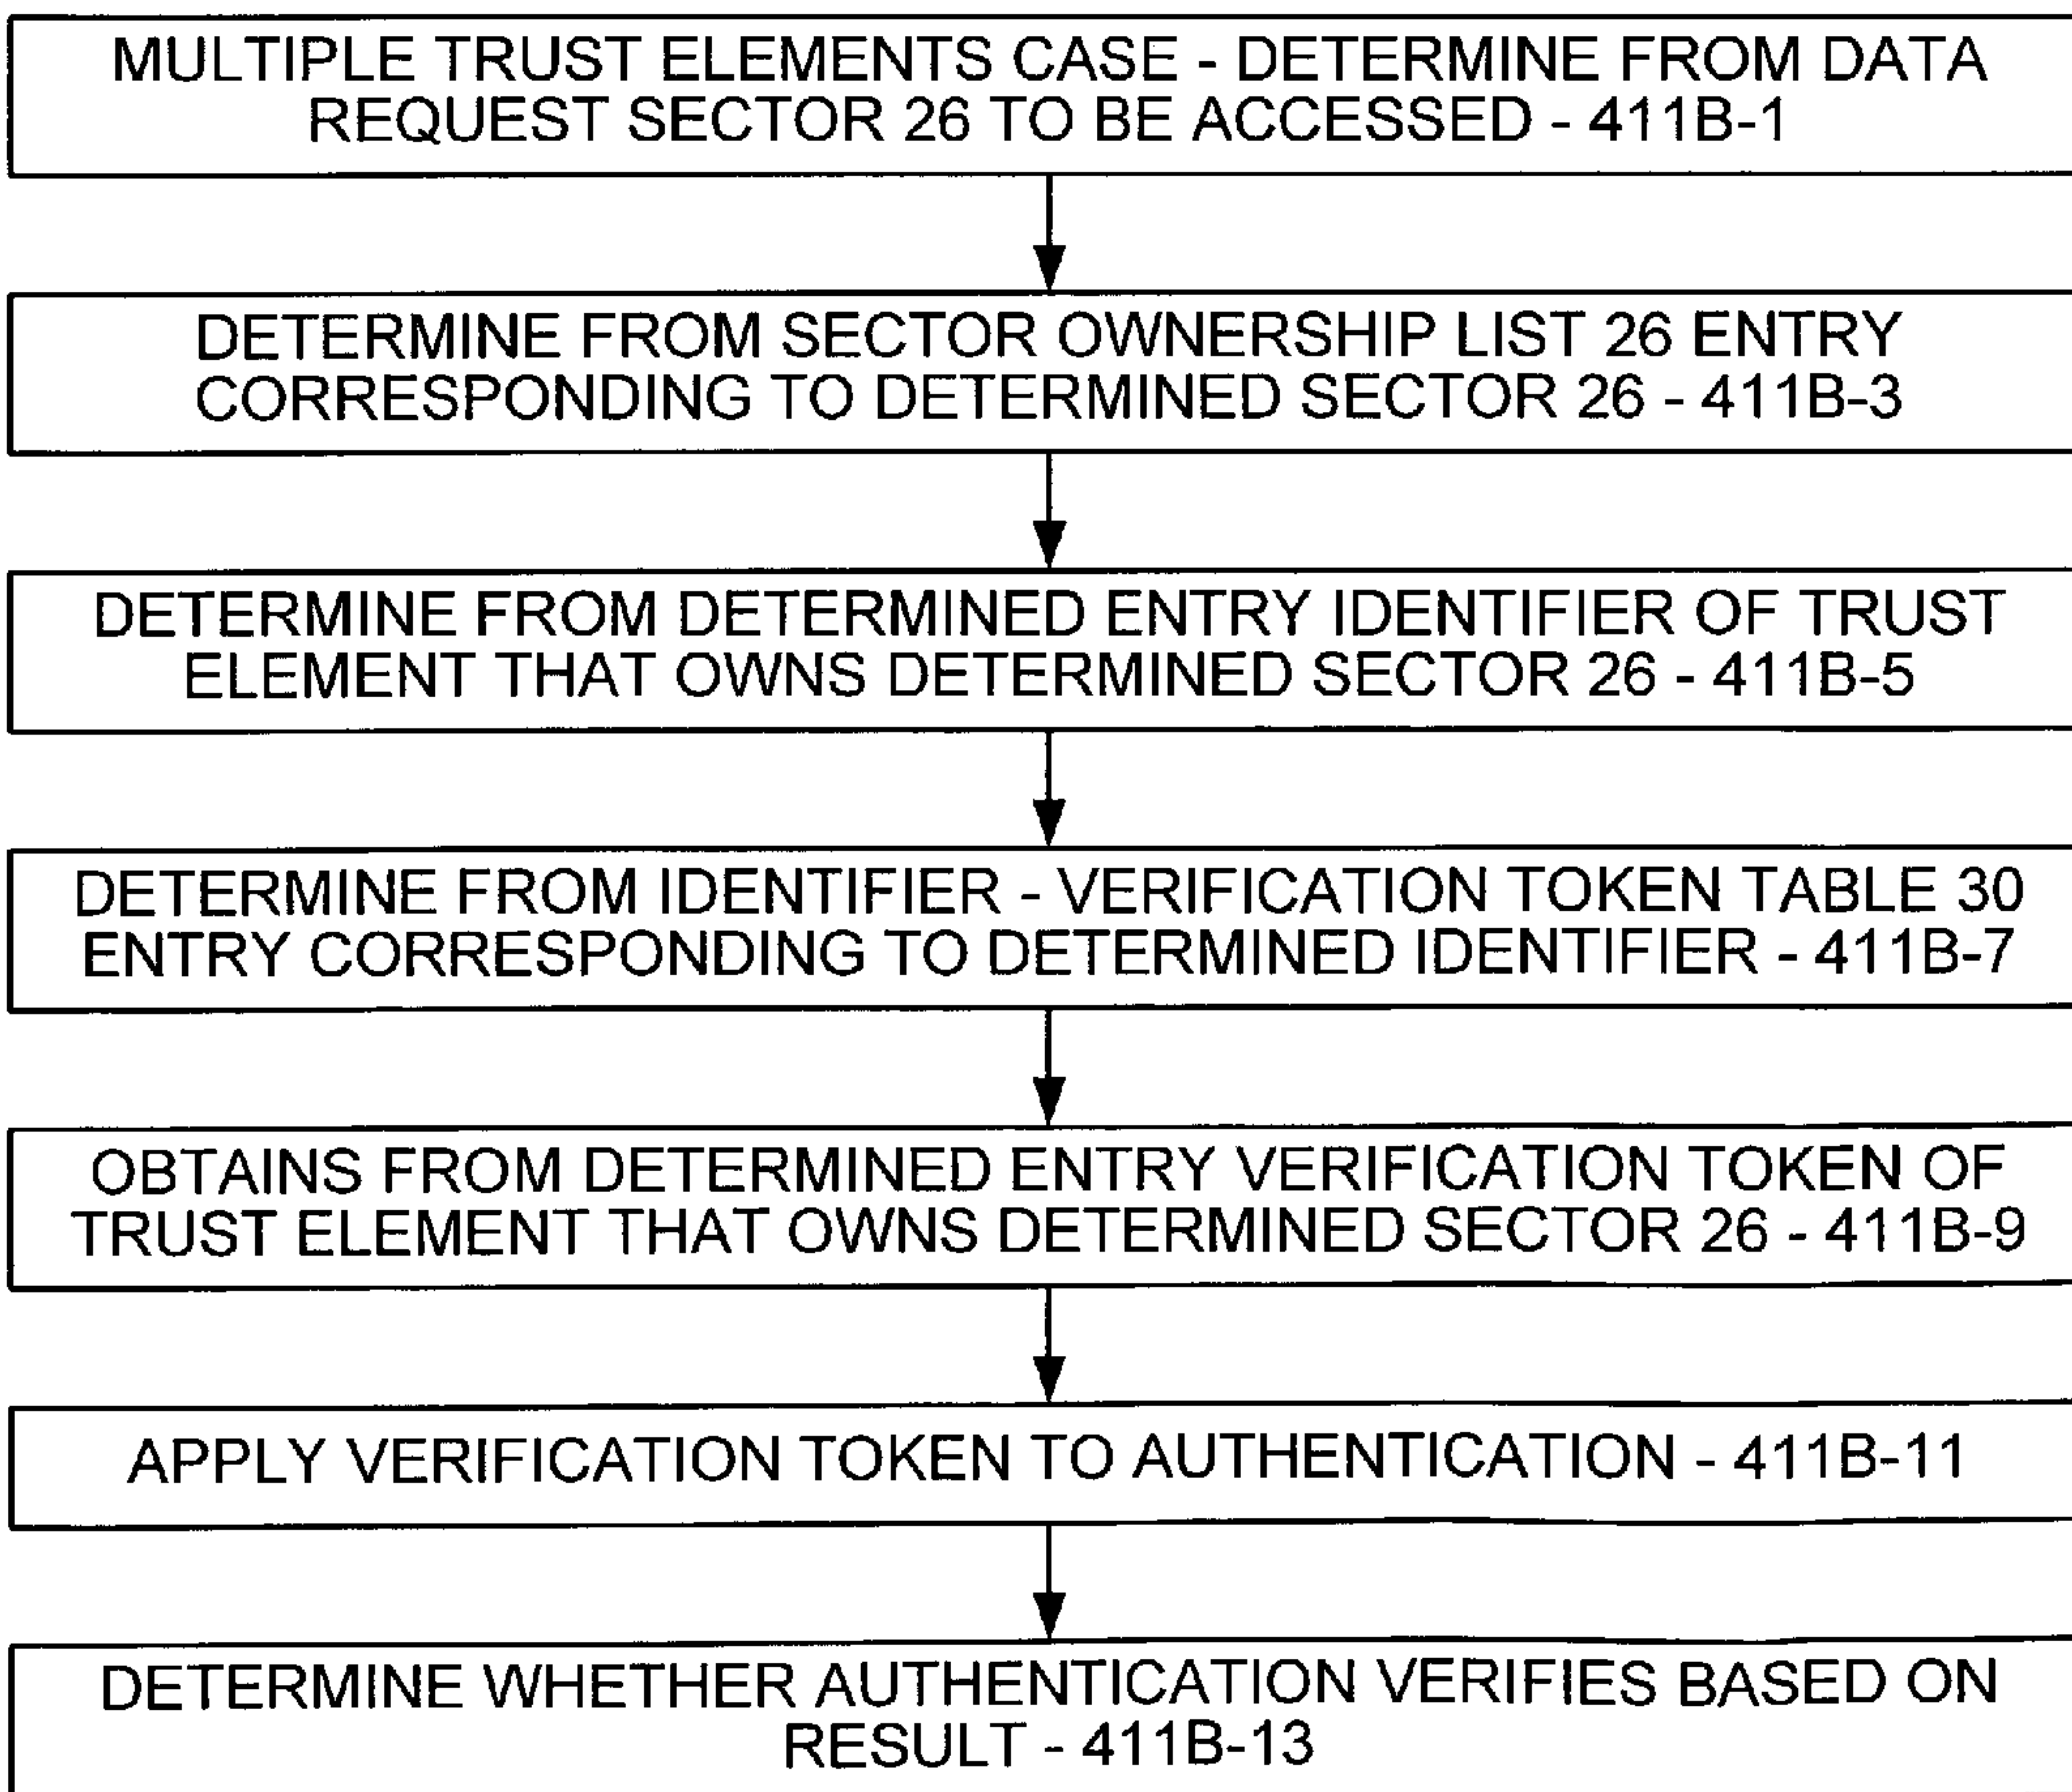 MULTIPLE TRUST ELEMENTS CASE - DETERMINE FROM DATA
REQUEST SECTOR 26 TO BE ACCESSED - 411B-1
DETERMINE FROM SECTOR OWNERSHIP LIST 26 ENTRY
CORRESPONDING TO DETERMINED SECTOR 26 - 411B-3
DETERMINE FROM DETERMINED ENTRY IDENTIFIER OF TRUST
ELEMENT THAT OWNS DETERMINED SECTOR 26 - 411B-5
DETERMINE FROM IDENTIFIER - VERIFICATION TOKEN TABLE 30
ENTRY CORRESPONDING TO DETERMINED IDENTIFIER - 411B-7
OBTAINS FROM DETERMINED ENTRY VERIFICATION TOKEN OF
TRUST ELEMENT THAT OWNS DETERMINED SECTOR 26 - 411B-9
APPLY VERIFICATION TOKEN TO AUTHENTICATION - 411B-11
DETERMINE WHETHER AUTHENTICATION VERIFIES BASED ON
RESULT - 411B-13